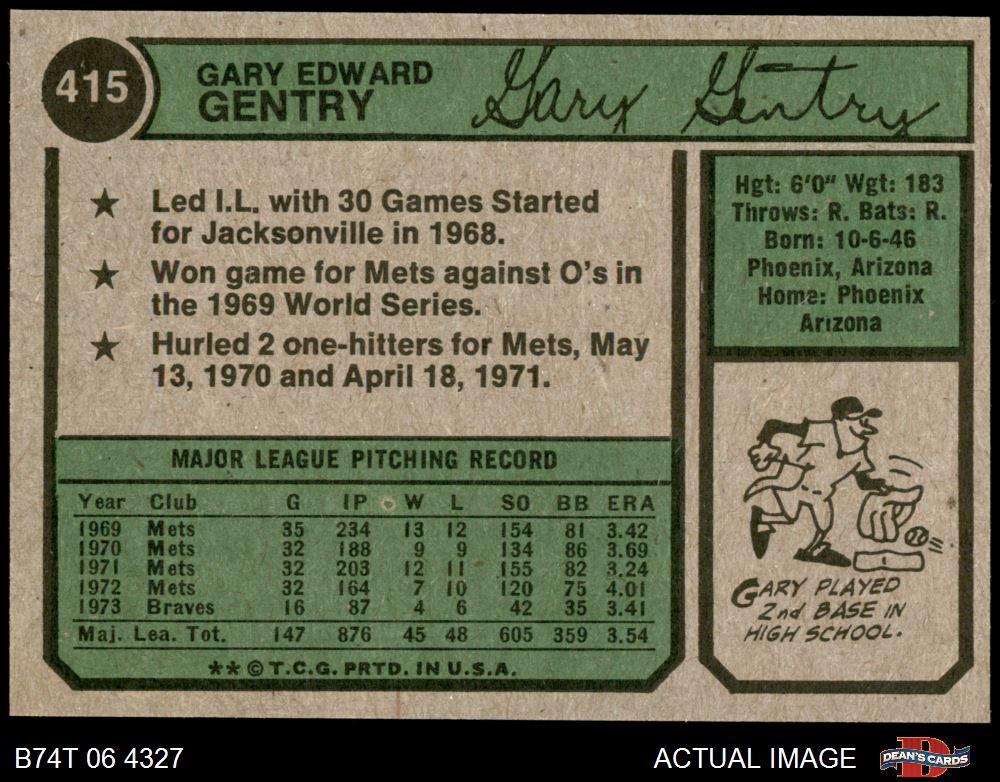 415
GARY EDWARD
GENTRY
Gary Gentry
★ Led I.L. with 30 Games Started
for Jacksonville in 1968.
★ Won game for Mets against O's in
the 1969 World Series.
★ Hurled 2 one-hitters for Mets, May
13, 1970 and April 18, 1971.
Hgt: 6'0" Wgt: 183
Throws: R. Bats: R.
Born: 10-6-46
Phoenix, Arizona
Home: Phoenix
Arizona
MAJOR LEAGUE PITCHING RECORD
Year Club G IP W L SO BB ERA
1969 Mets 35 234 13 12 154 81 3.42
1970 Mets 32 188 9 9 134 86 3.69
1971 Mets 32 203 12 11 155 82 3.24
1972 Mets 32 164 7 10 120 75 4.01
1973 Braves 16 87 4 6 42 35 3.41
Maj. Lea. Tot. 147 876 45 48 605 359 3.54
** © T.C.G. PRTD. IN U.S.A.
GARY PLAYED
2nd BASE IN
HIGH SCHOOL.
B74T 06 4327
ACTUAL IMAGE
DEAN'S CARDS